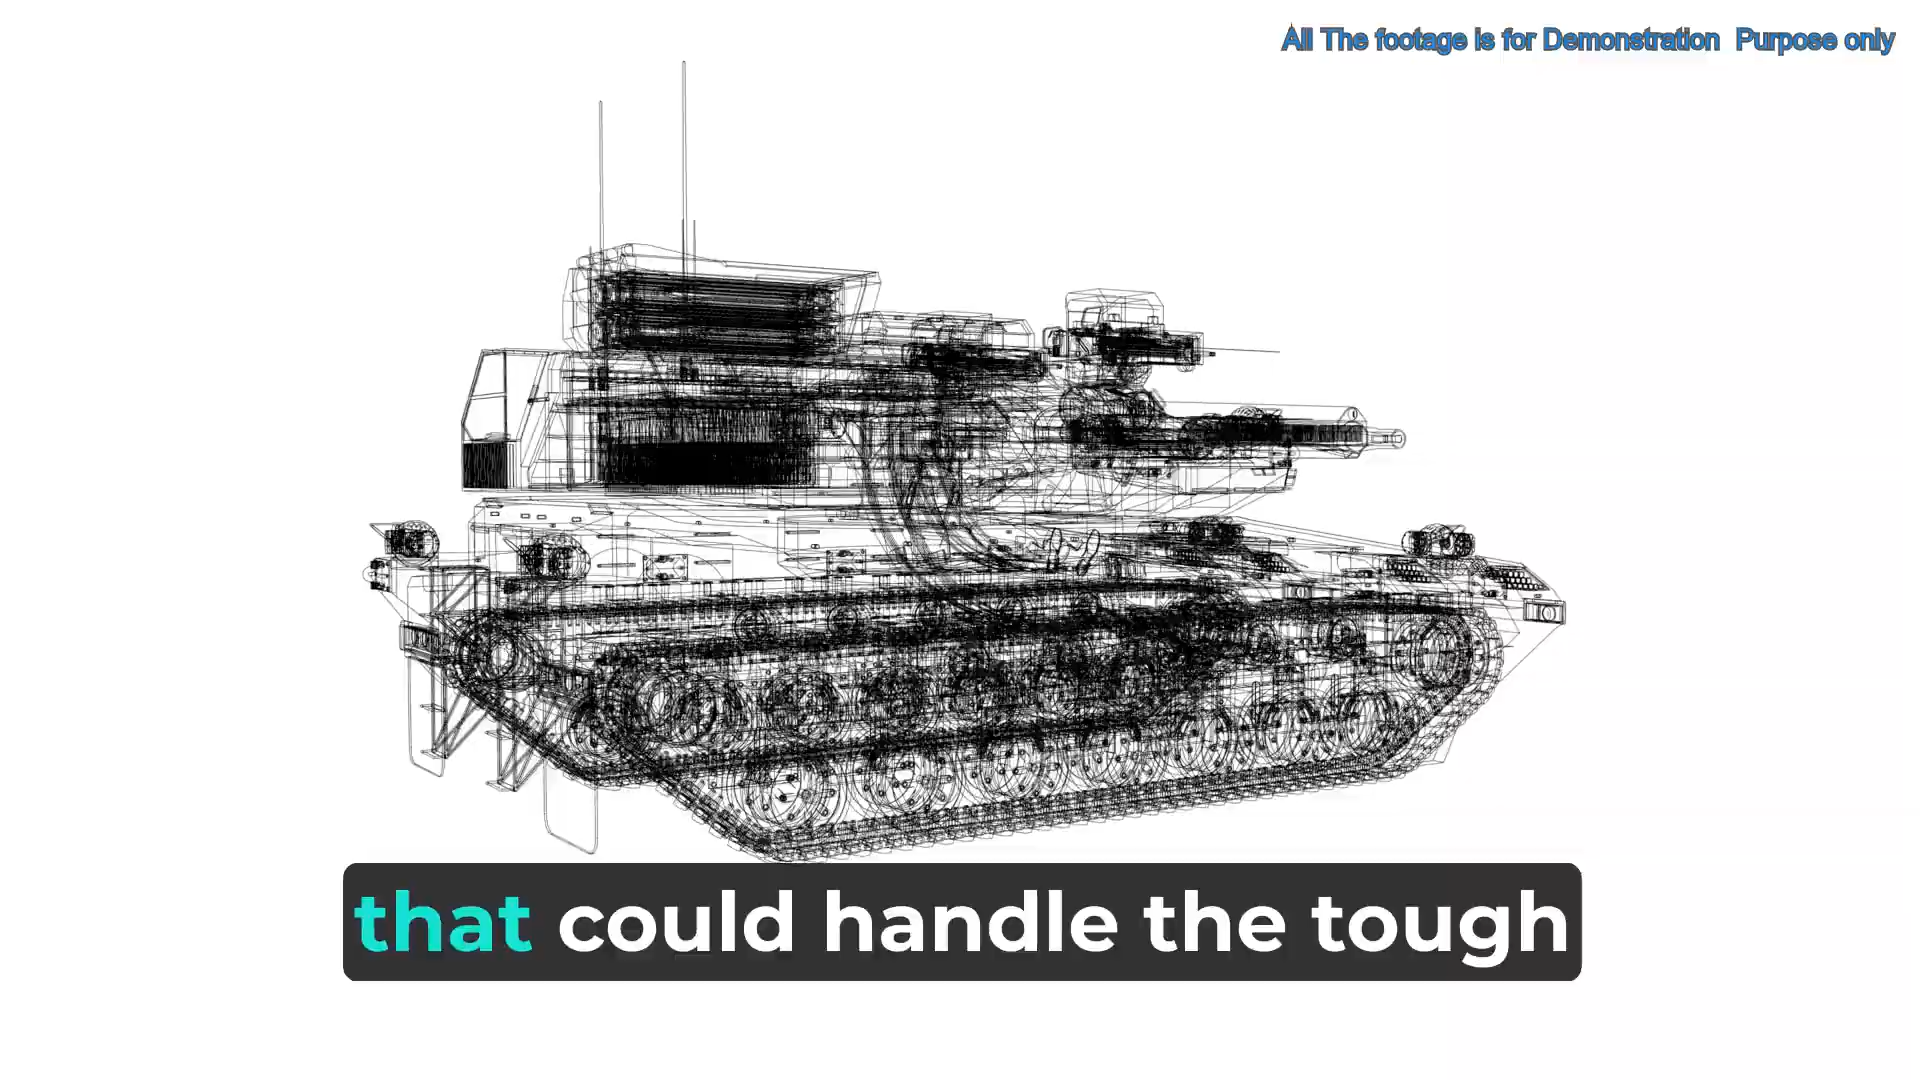 All The footage is for Demonstration Purpose only
that could handle the tough